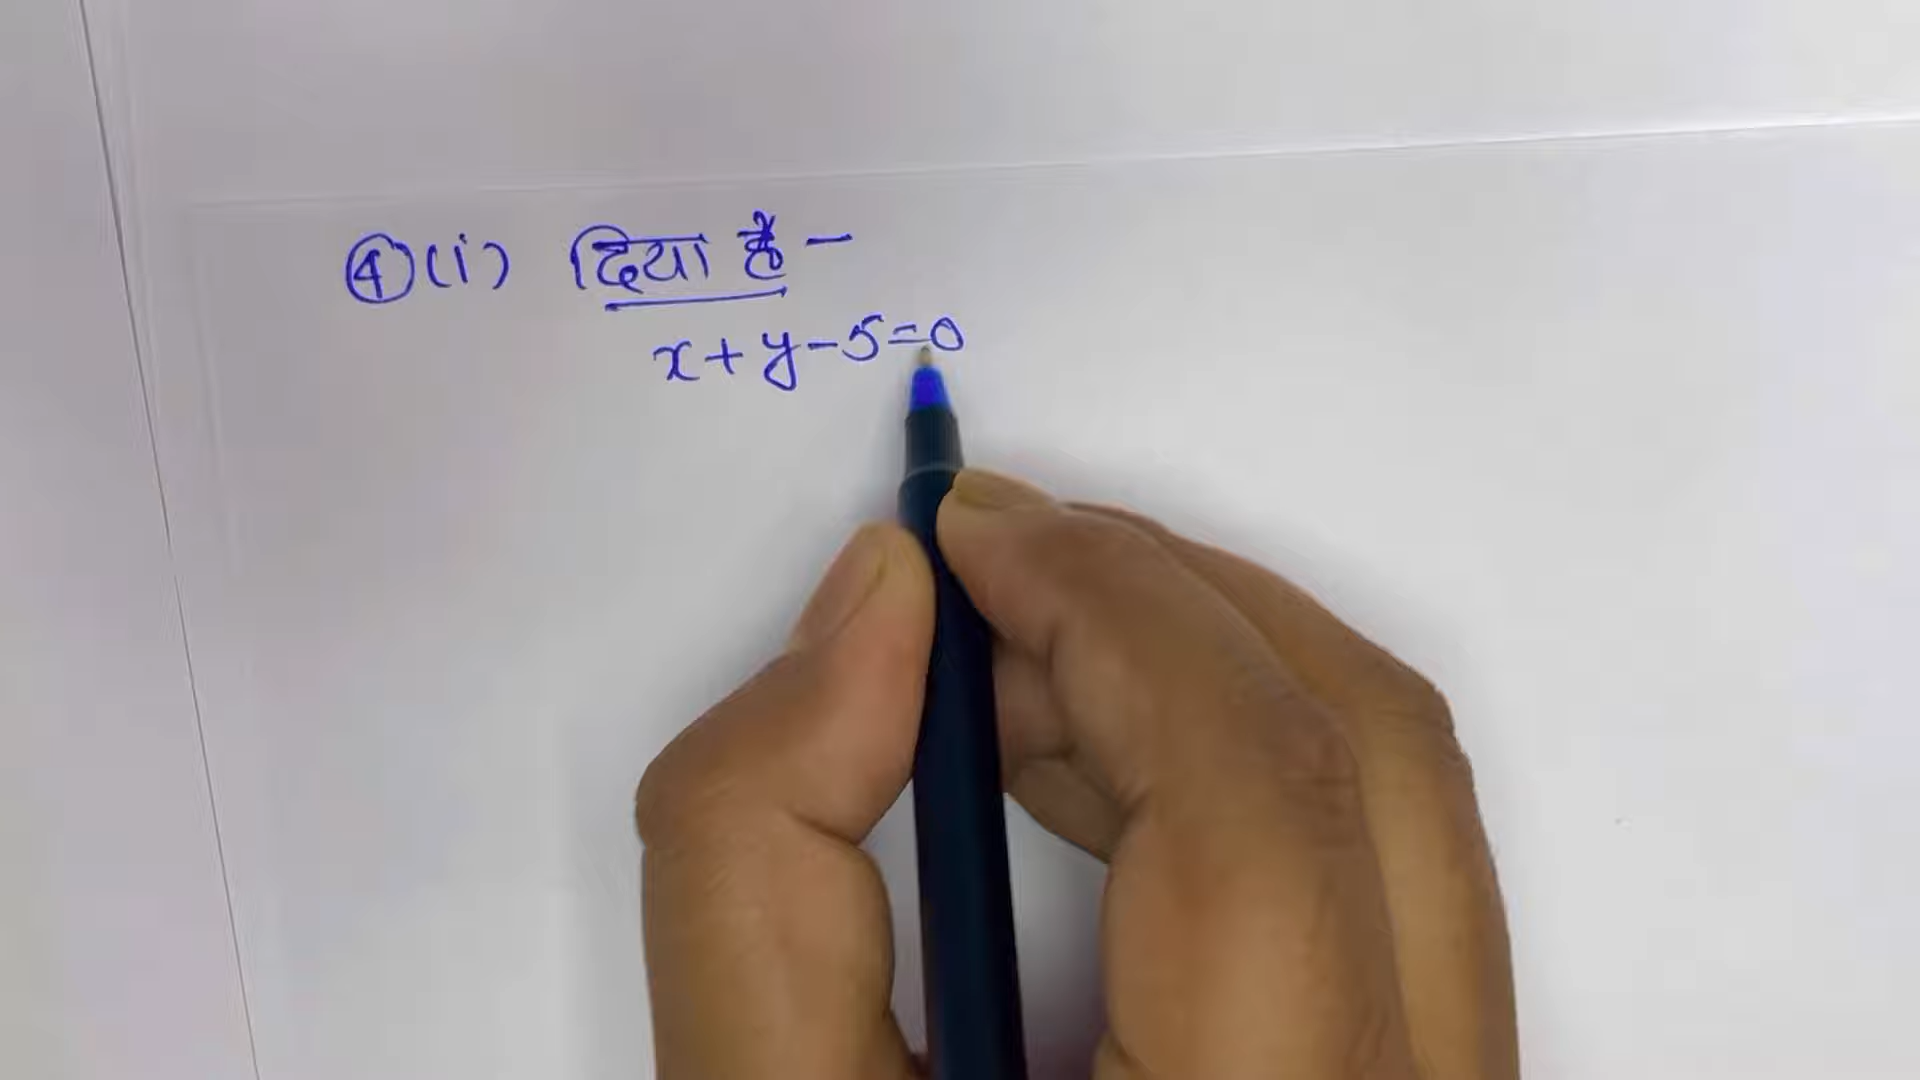 ④(i) दिया है -
x+y-5=0